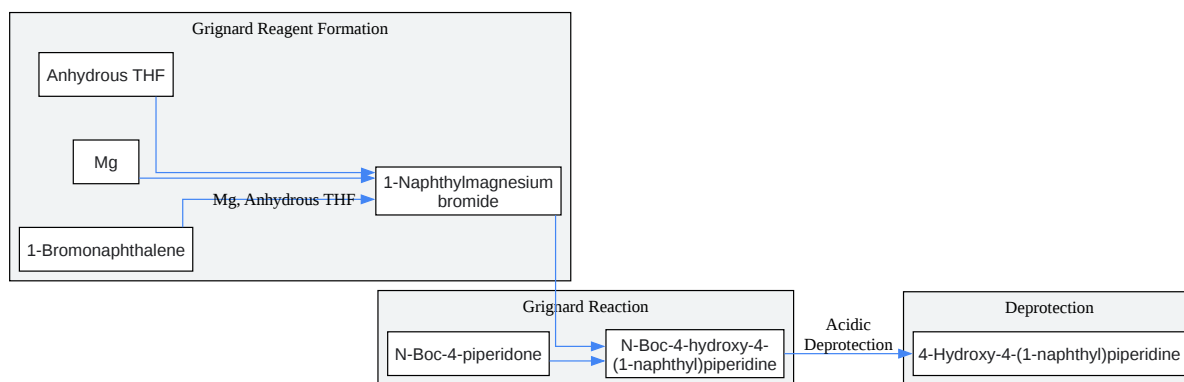 Grignard Reagent Formation
Anhydrous THF
Mg
1-Naphthylmagnesium
bromide
Mg, Anhydrous THF
1-Bromonaphthalene
Grignard Reaction
N-Boc-4-piperidone
N-Boc-4-hydroxy-4-
(1-naphthyl)piperidine
Acidic
Deprotection
Deprotection
4-Hydroxy-4-(1-naphthyl)piperidine